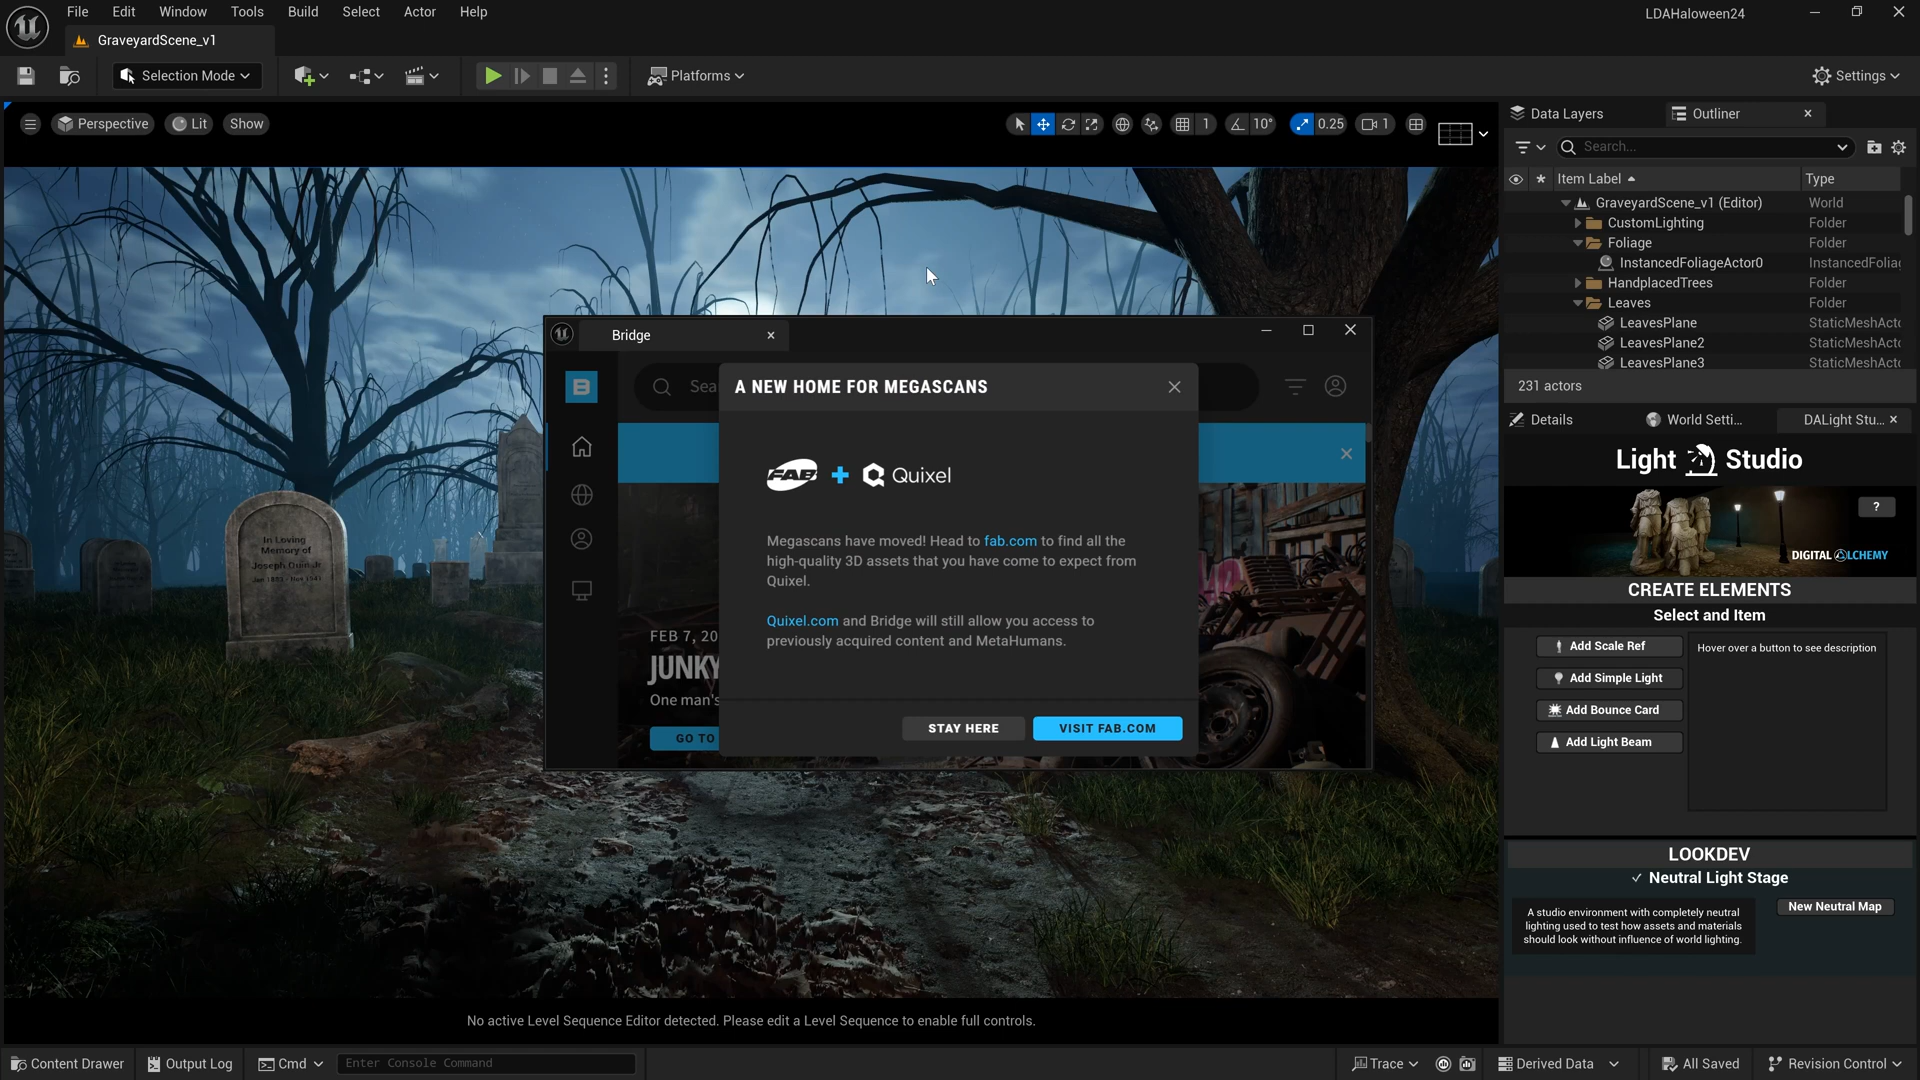 File Edit Window Tools Build Select Actor Help
LDAHaloween24
GraveyardScene_v1
Selection Mode
Platforms
Settings
Perspective
Lit
Show
1
10°
0.25
1
Data Layers
Outliner
Search...
Item Label
Type
GraveyardScene_v1 (Editor) World
CustomLighting Folder
Foliage Folder
InstancedFoliageActor0 InstancedFoliac
HandplacedTrees Folder
Leaves Folder
LeavesPlane StaticMeshActo
LeavesPlane2 StaticMeshActo
LeavesPlane3 StaticMeshActo
231 actors
Details
World Setti...
DALight Stu...
Light Studio
?
DIGITAL ALCHEMY
CREATE ELEMENTS
Select and Item
Add Scale Ref
Add Simple Light
Add Bounce Card
Add Light Beam
Hover over a button to see description
LOOKDEV
Neutral Light Stage
A studio environment with completely neutral
lighting used to test how assets and materials
should look without influence of world lighting.
New Neutral Map
In Loving
Memory of
Bridge
B
Sea
A NEW HOME FOR MEGASCANS
FAB + Quixel
Megascans have moved! Head to fab.com to find all the
high-quality 3D assets that you have come to expect from
Quixel.
Quixel.com and Bridge will still allow you access to
previously acquired content and MetaHumans.
STAY HERE
VISIT FAB.COM
FEB 7, 20
JUNKY
One man's
GO TO
No active Level Sequence Editor detected. Please edit a Level Sequence to enable full controls.
Content Drawer
Output Log
Cmd
Enter Console Command
Trace
Derived Data
All Saved
Revision Control